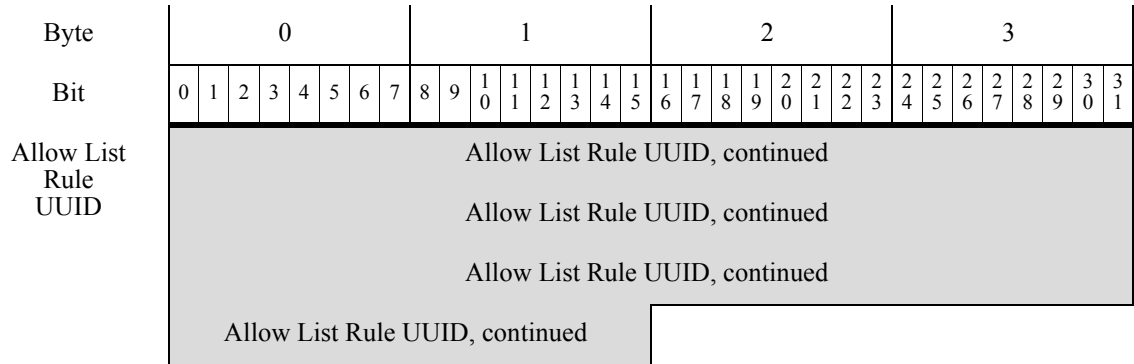 Byte 0 1 2 3
Bit 0 1 2 3 4 5 6 7 8 9 10 11 12 13 14 15 16 17 18 19 20 21 22 23 24 25 26 27 28 29 30 31
Allow List Rule UUID
Allow List Rule UUID, continued
Allow List Rule UUID, continued
Allow List Rule UUID, continued
Allow List Rule UUID, continued